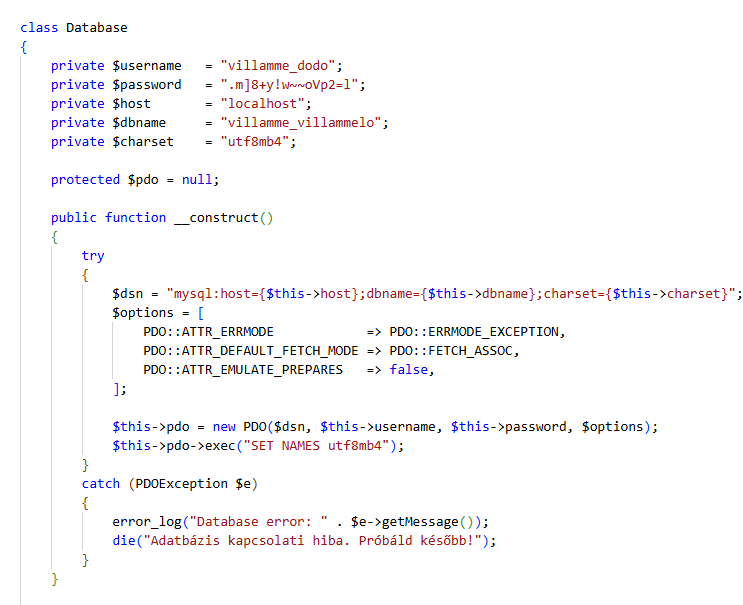 class Database
{
    private $username   = "villamme_dodo";
    private $password   = ".m]8+y!w~~oVp2=l";
    private $host       = "localhost";
    private $dbname     = "villamme_villammelo";
    private $charset    = "utf8mb4";

    protected $pdo = null;

    public function __construct()
    {
        try
        {
            $dsn = "mysql:host={$this->host};dbname={$this->dbname};charset={$this->charset}";
            $options = [
                PDO::ATTR_ERRMODE            => PDO::ERRMODE_EXCEPTION,
                PDO::ATTR_DEFAULT_FETCH_MODE => PDO::FETCH_ASSOC,
                PDO::ATTR_EMULATE_PREPARES   => false,
            ];

            $this->pdo = new PDO($dsn, $this->username, $this->password, $options);
            $this->pdo->exec("SET NAMES utf8mb4");
        }
        catch (PDOException $e)
        {
            error_log("Database error: " . $e->getMessage());
            die("Adatbázis kapcsolati hiba. Próbáld később!");
        }
    }